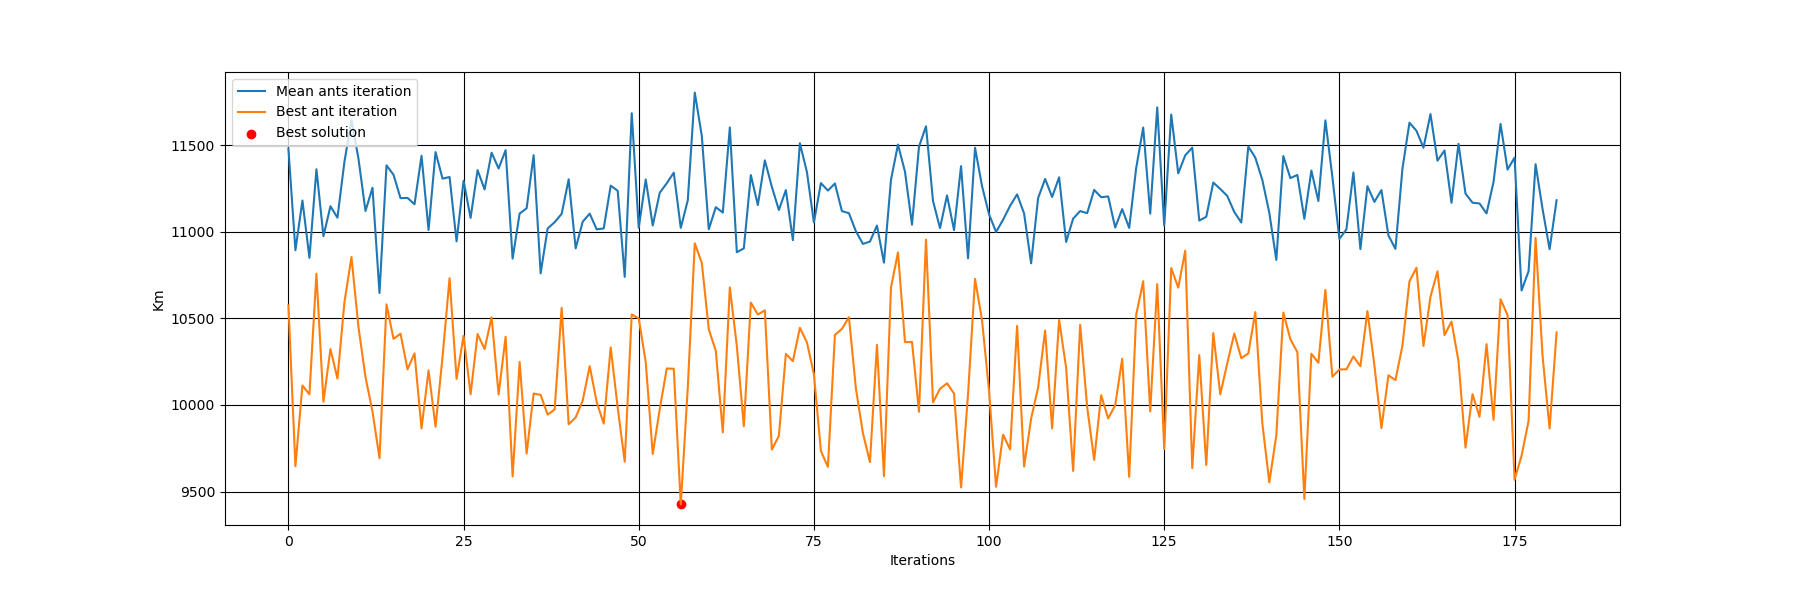 Mean ants iteration
Best ant iteration
Best solution
11500
11000
10500
10000
9500
Km
0 25 50 75 100 125 150 175
Iterations